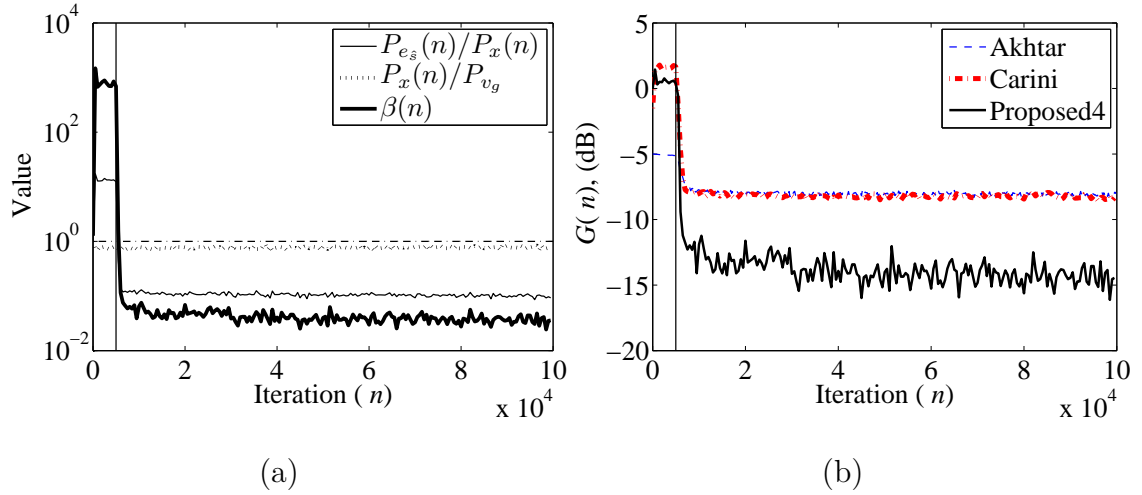 10^4
10^2
10^0
10^{-2}
Value
P_{e_ŝ}(n)/P_x(n)
P_x(n)/P_{v_g}
β(n)
0
2
4
6
8
10
Iteration ( n)
x 10^4
(a)
5
0
−5
−10
−15
−20
G( n), (dB)
Akhtar
Carini
Proposed4
0
2
4
6
8
10
Iteration ( n)
x 10^4
(b)